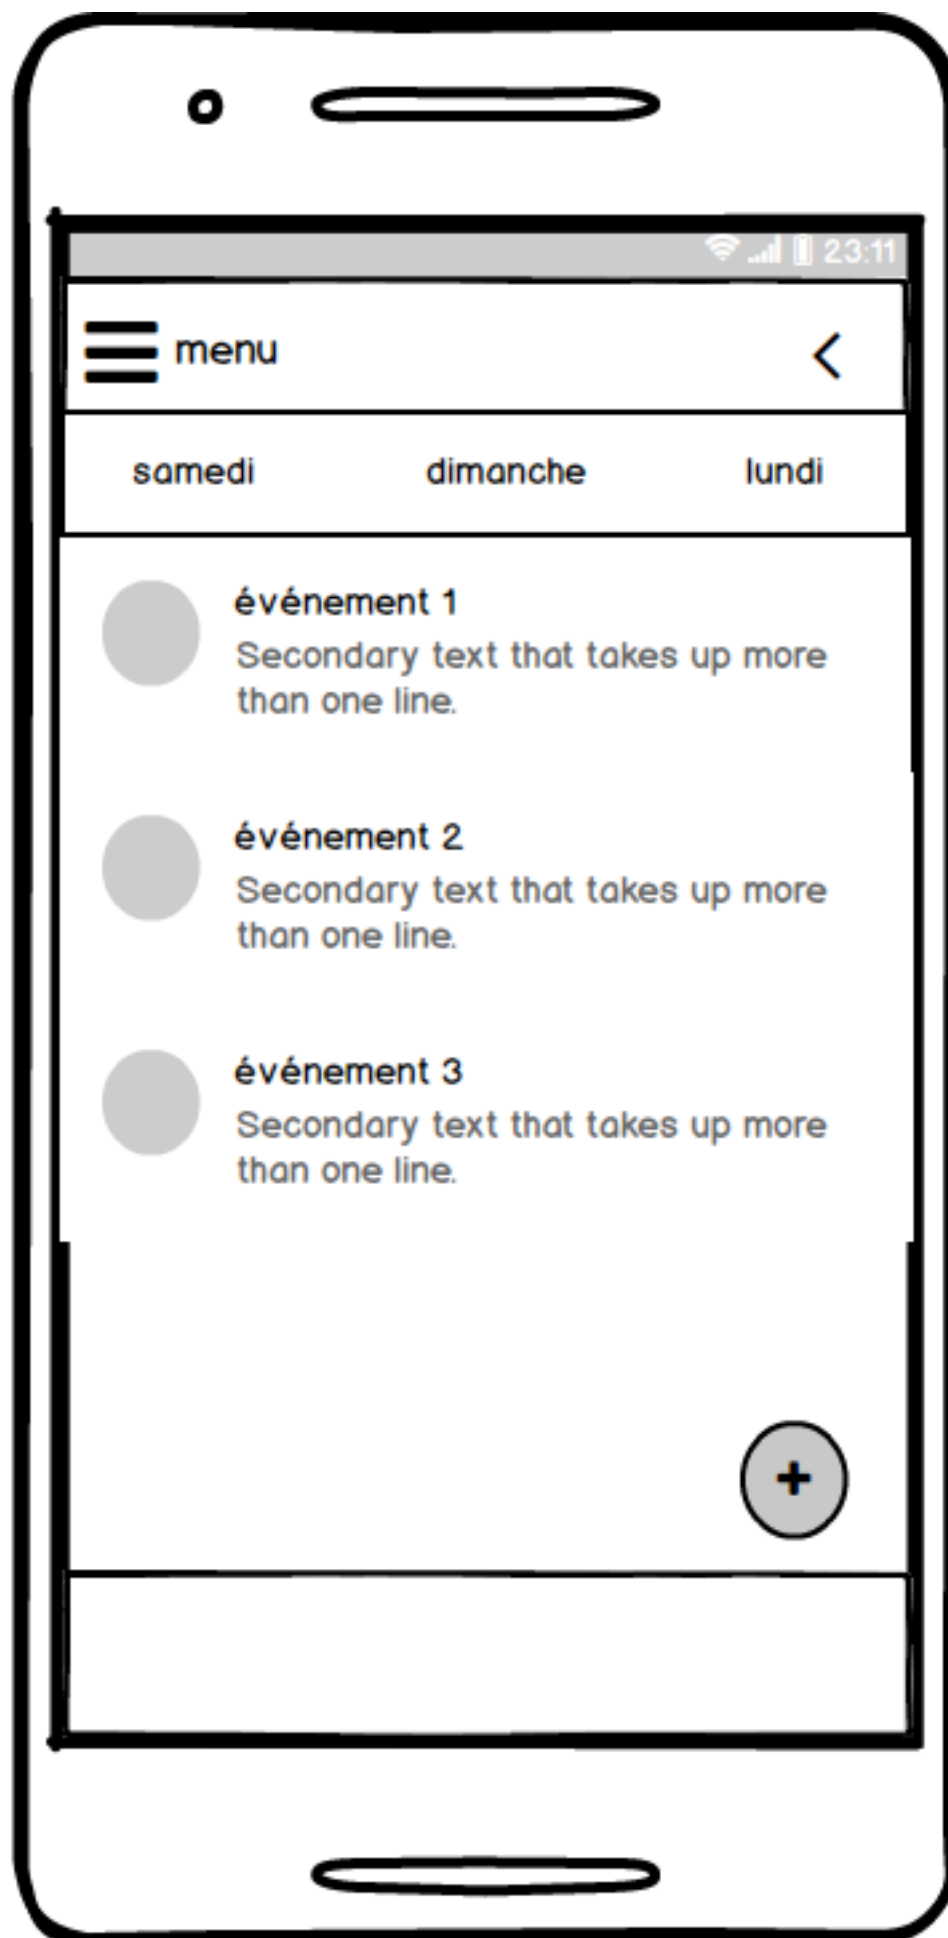 23:11
menu
samedi dimanche lundi
événement 1
Secondary text that takes up more
than one line.
événement 2
Secondary text that takes up more
than one line.
événement 3
Secondary text that takes up more
than one line.
+